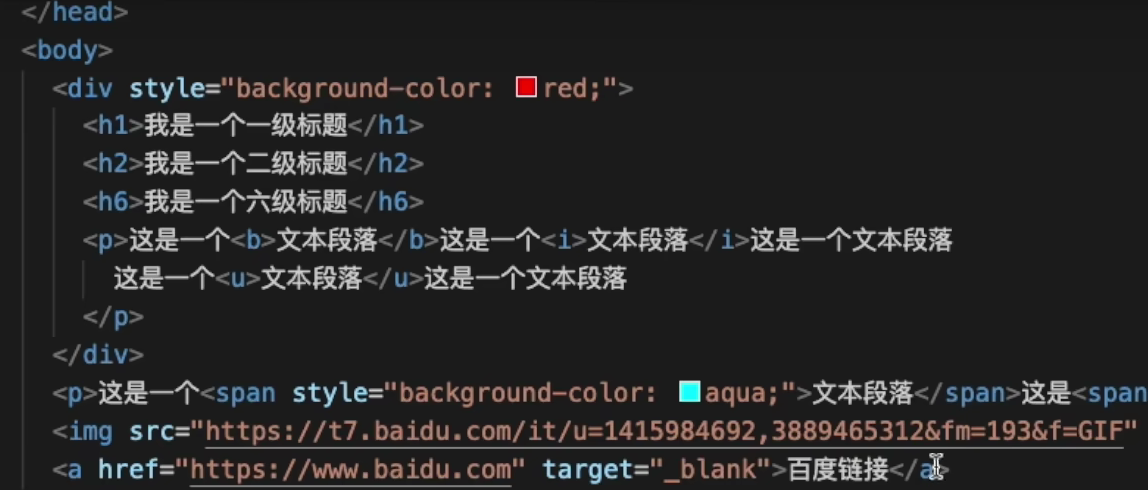 </head>
<body>
<div style="background-color: red;">
<h1>我是一个一级标题</h1>
<h2>我是一个二级标题</h2>
<h6>我是一个六级标题</h6>
<p>这是一个<b>文本段落</b>这是一个<i>文本段落</i>这是一个文本段落
这是一个<u>文本段落</u>这是一个文本段落
</p>
</div>
<p>这是一个<span style="background-color: aqua;">文本段落</span>这是<span
<img src="https://t7.baidu.com/it/u=1415984692,3889465312&fm=193&f=GIF"
<a href="https://www.baidu.com" target="_blank">百度链接</a>